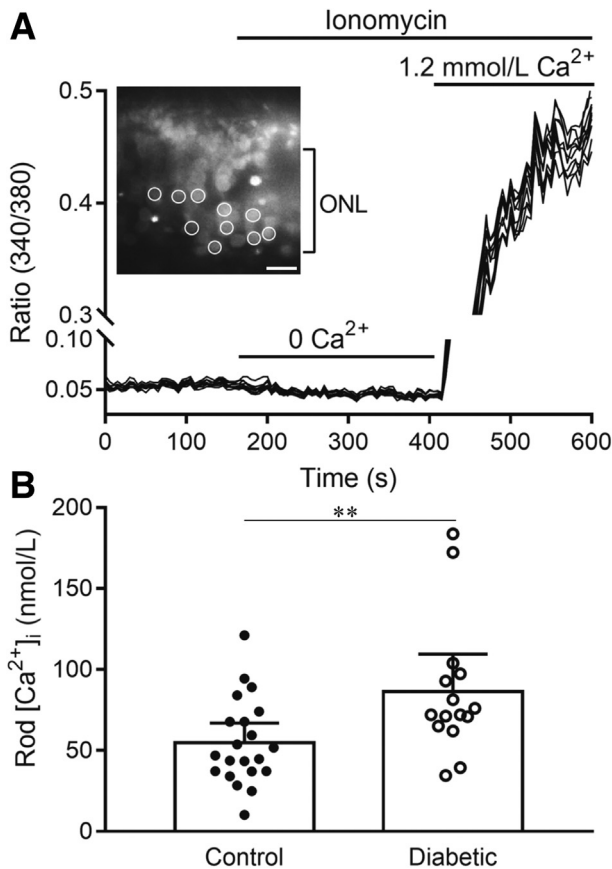 A
Ionomycin
1.2 mmol/L Ca²⁺
0.5
0.4
0.3
0.10
0.05
Ratio (340/380)
ONL
0 Ca²⁺
0 100 200 300 400 500 600
Time (s)
B
200
150
100
50
0
Rod [Ca²⁺]ᵢ (nmol/L)
**
Control Diabetic